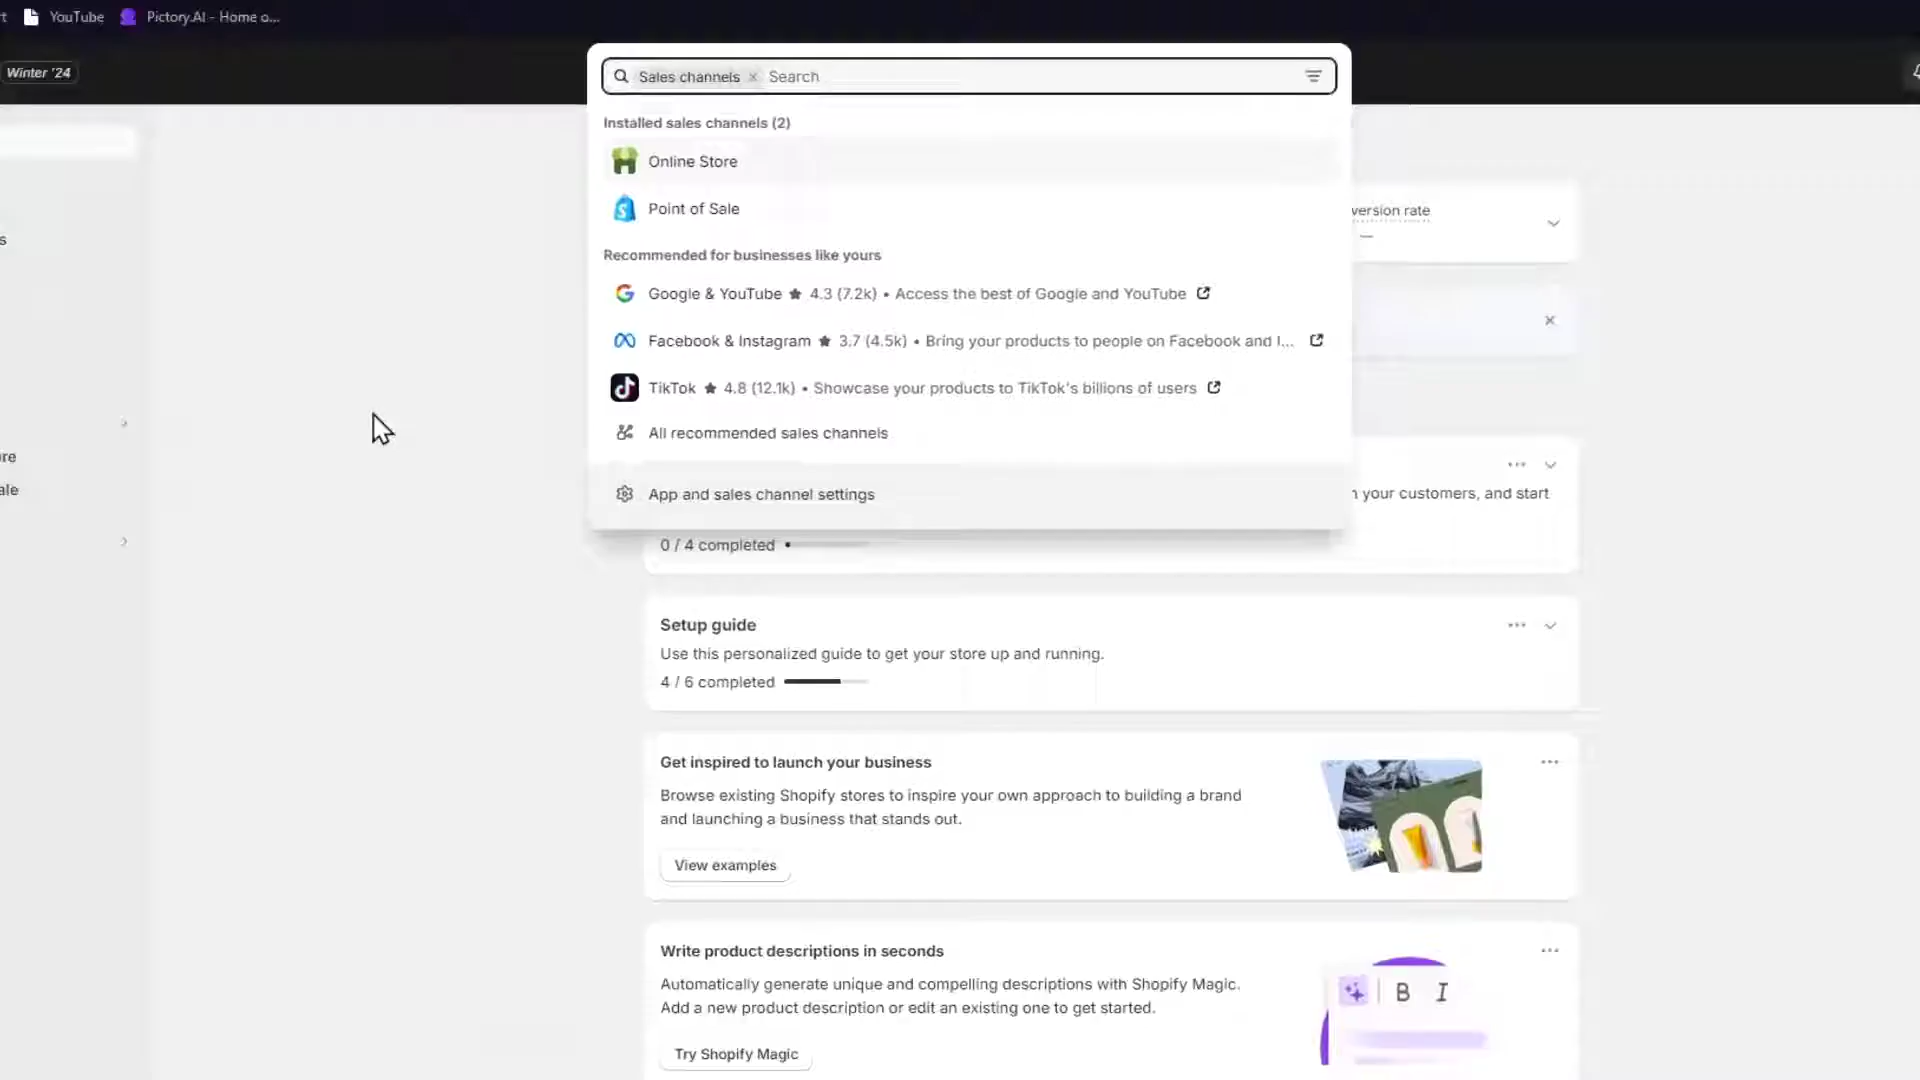 YouTube
Pictory.AI - Home o...
Winter '24
Sales channels × Search
Installed sales channels (2)
Online Store
Point of Sale
Recommended for businesses like yours
Google & YouTube ★ 4.3 (7.2k) • Access the best of Google and YouTube
Facebook & Instagram ★ 3.7 (4.5k) • Bring your products to people on Facebook and I...
TikTok ★ 4.8 (12.1k) • Showcase your products to TikTok's billions of users
All recommended sales channels
App and sales channel settings
version rate
n your customers, and start
0 / 4 completed
Setup guide
Use this personalized guide to get your store up and running.
4 / 6 completed
Get inspired to launch your business
Browse existing Shopify stores to inspire your own approach to building a brand
and launching a business that stands out.
View examples
Write product descriptions in seconds
Automatically generate unique and compelling descriptions with Shopify Magic.
Add a new product description or edit an existing one to get started.
Try Shopify Magic
B I